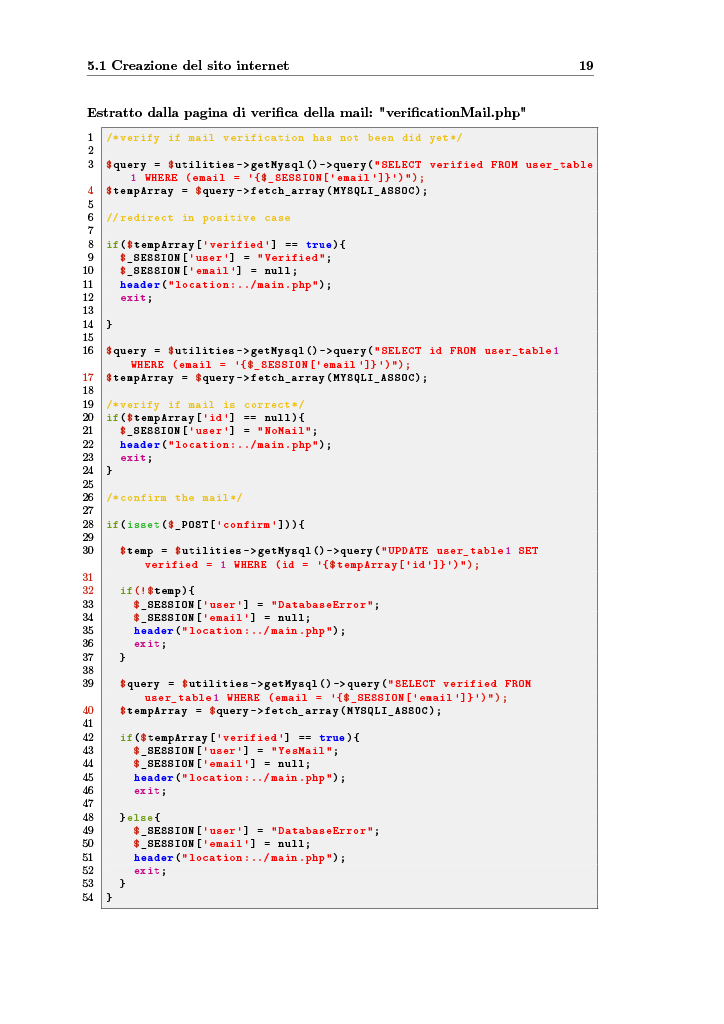 5.1 Creazione del sito internet 19
Estratto dalla pagina di verifica della mail: "verificationMail.php"
1 /*verify if mail verification has not been did yet*/
2
3 $query = $utilities->getMysql()->query("SELECT verified FROM user_table
1 WHERE (email = '{$_SESSION['email']}')");
4 $tempArray = $query->fetch_array(MYSQLI_ASSOC);
5
6 //redirect in positive case
7
8 if($tempArray['verified'] == true){
9 $_SESSION['user'] = "Verified";
10 $_SESSION['email'] = null;
11 header("location:../main.php");
12 exit;
13
14 }
15
16 $query = $utilities->getMysql()->query("SELECT id FROM user_table1
WHERE (email = '{$_SESSION['email']}')");
17 $tempArray = $query->fetch_array(MYSQLI_ASSOC);
18
19 /*verify if mail is correct*/
20 if($tempArray['id'] == null){
21 $_SESSION['user'] = "NoMail";
22 header("location:../main.php");
23 exit;
24 }
25
26 /*confirm the mail*/
27
28 if(isset($_POST['confirm'])){
29
30 $temp = $utilities->getMysql()->query("UPDATE user_table1 SET
verified = 1 WHERE (id = '{$tempArray['id']}')");
31
32 if(!$temp){
33 $_SESSION['user'] = "DatabaseError";
34 $_SESSION['email'] = null;
35 header("location:../main.php");
36 exit;
37 }
38
39 $query = $utilities->getMysql()->query("SELECT verified FROM
user_table1 WHERE (email = '{$_SESSION['email']}')");
40 $tempArray = $query->fetch_array(MYSQLI_ASSOC);
41
42 if($tempArray['verified'] == true){
43 $_SESSION['user'] = "YesMail";
44 $_SESSION['email'] = null;
45 header("location:../main.php");
46 exit;
47
48 }else{
49 $_SESSION['user'] = "DatabaseError";
50 $_SESSION['email'] = null;
51 header("location:../main.php");
52 exit;
53 }
54 }